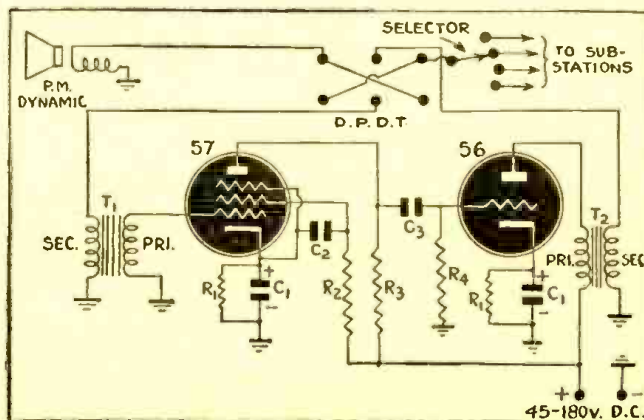 SELECTOR
TO SUB-
STATIONS
P.M.
DYNAMIC
D.P.D.T.
57
56
T1
T2
SEC.
PRI.
C2
C3
PRI.
SEC.
R1
+
C1
-
R2
R3
R4
R1
+
C1
-
+
-
45-180V. D.C.